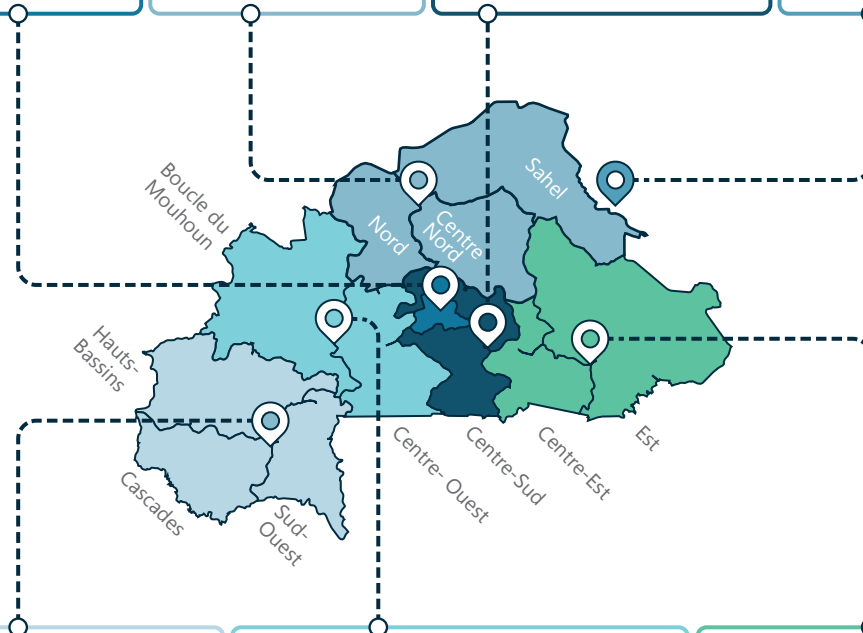 Boucle du
Mouhoun
Sahel
Nord
Centre
Nord
Hauts-
Bassins
Cascades
Sud-
Ouest
Centre- Ouest
Centre-Sud
Centre-Est
Est